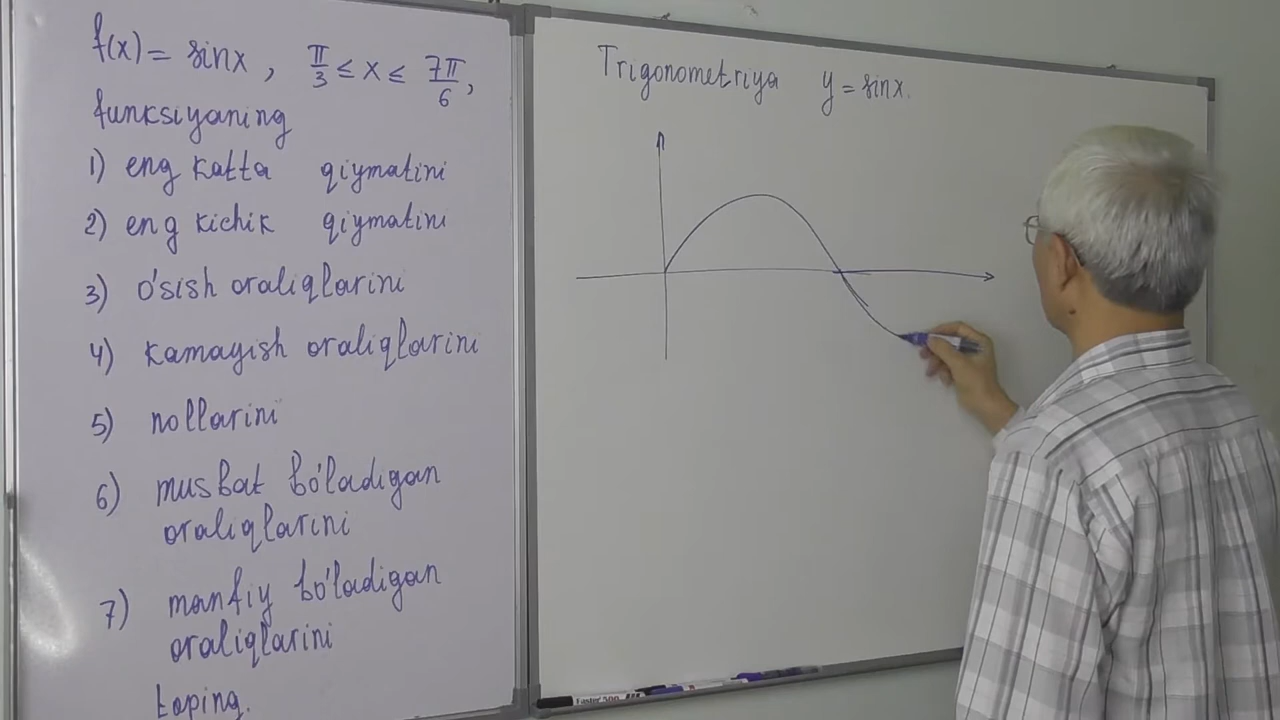 f(x) = sinx, π/3 ≤ x ≤ 7π/6,
funksiyaning
1) eng katta qiymatini
2) eng kichik qiymatini
3) o'sish oraliqlarini
4) kamayish oraliqlarini
5) nollarini
6) musbat bo'ladigan
oraliqlarini
7) manfiy bo'ladigan
oraliqlarini
toping.
Trigonometriya y = sinx.